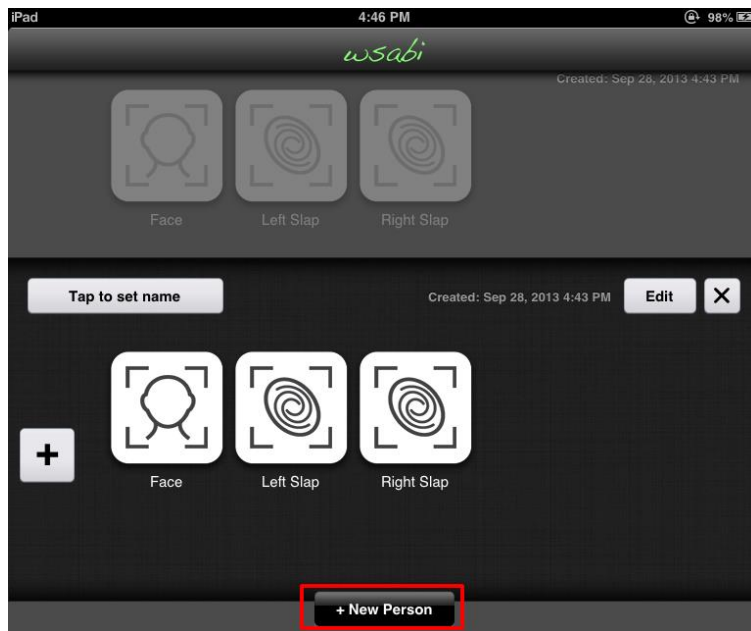 iPad 4:46 PM 98%
wsabi
Created: Sep 28, 2013 4:43 PM
Face Left Slap Right Slap
Tap to set name Created: Sep 28, 2013 4:43 PM Edit
Face Left Slap Right Slap
+ New Person